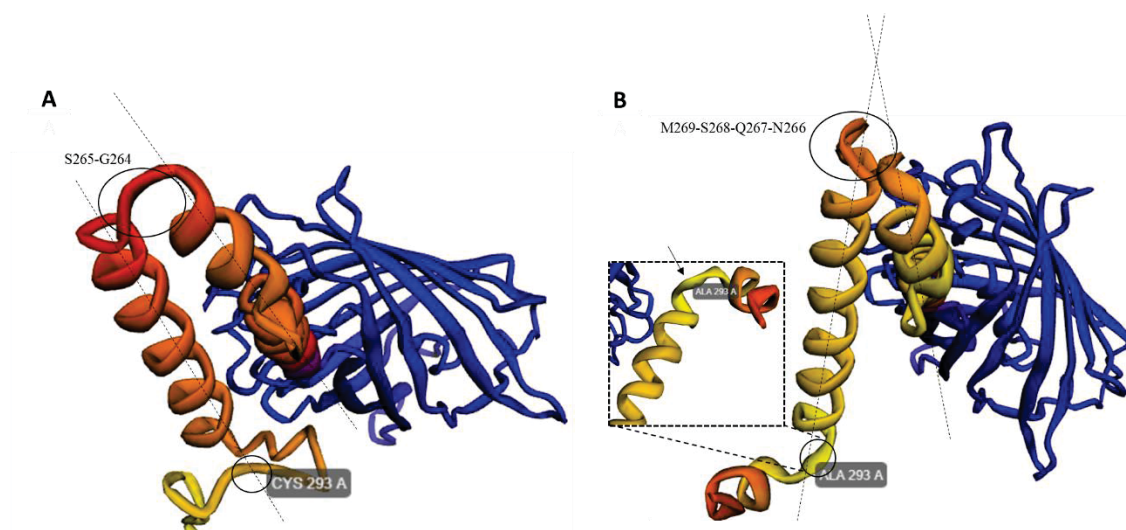 A
S265-G264
CYS 293 A
B
M269-S268-Q267-N266
ALA 293 A
ALA 293 A